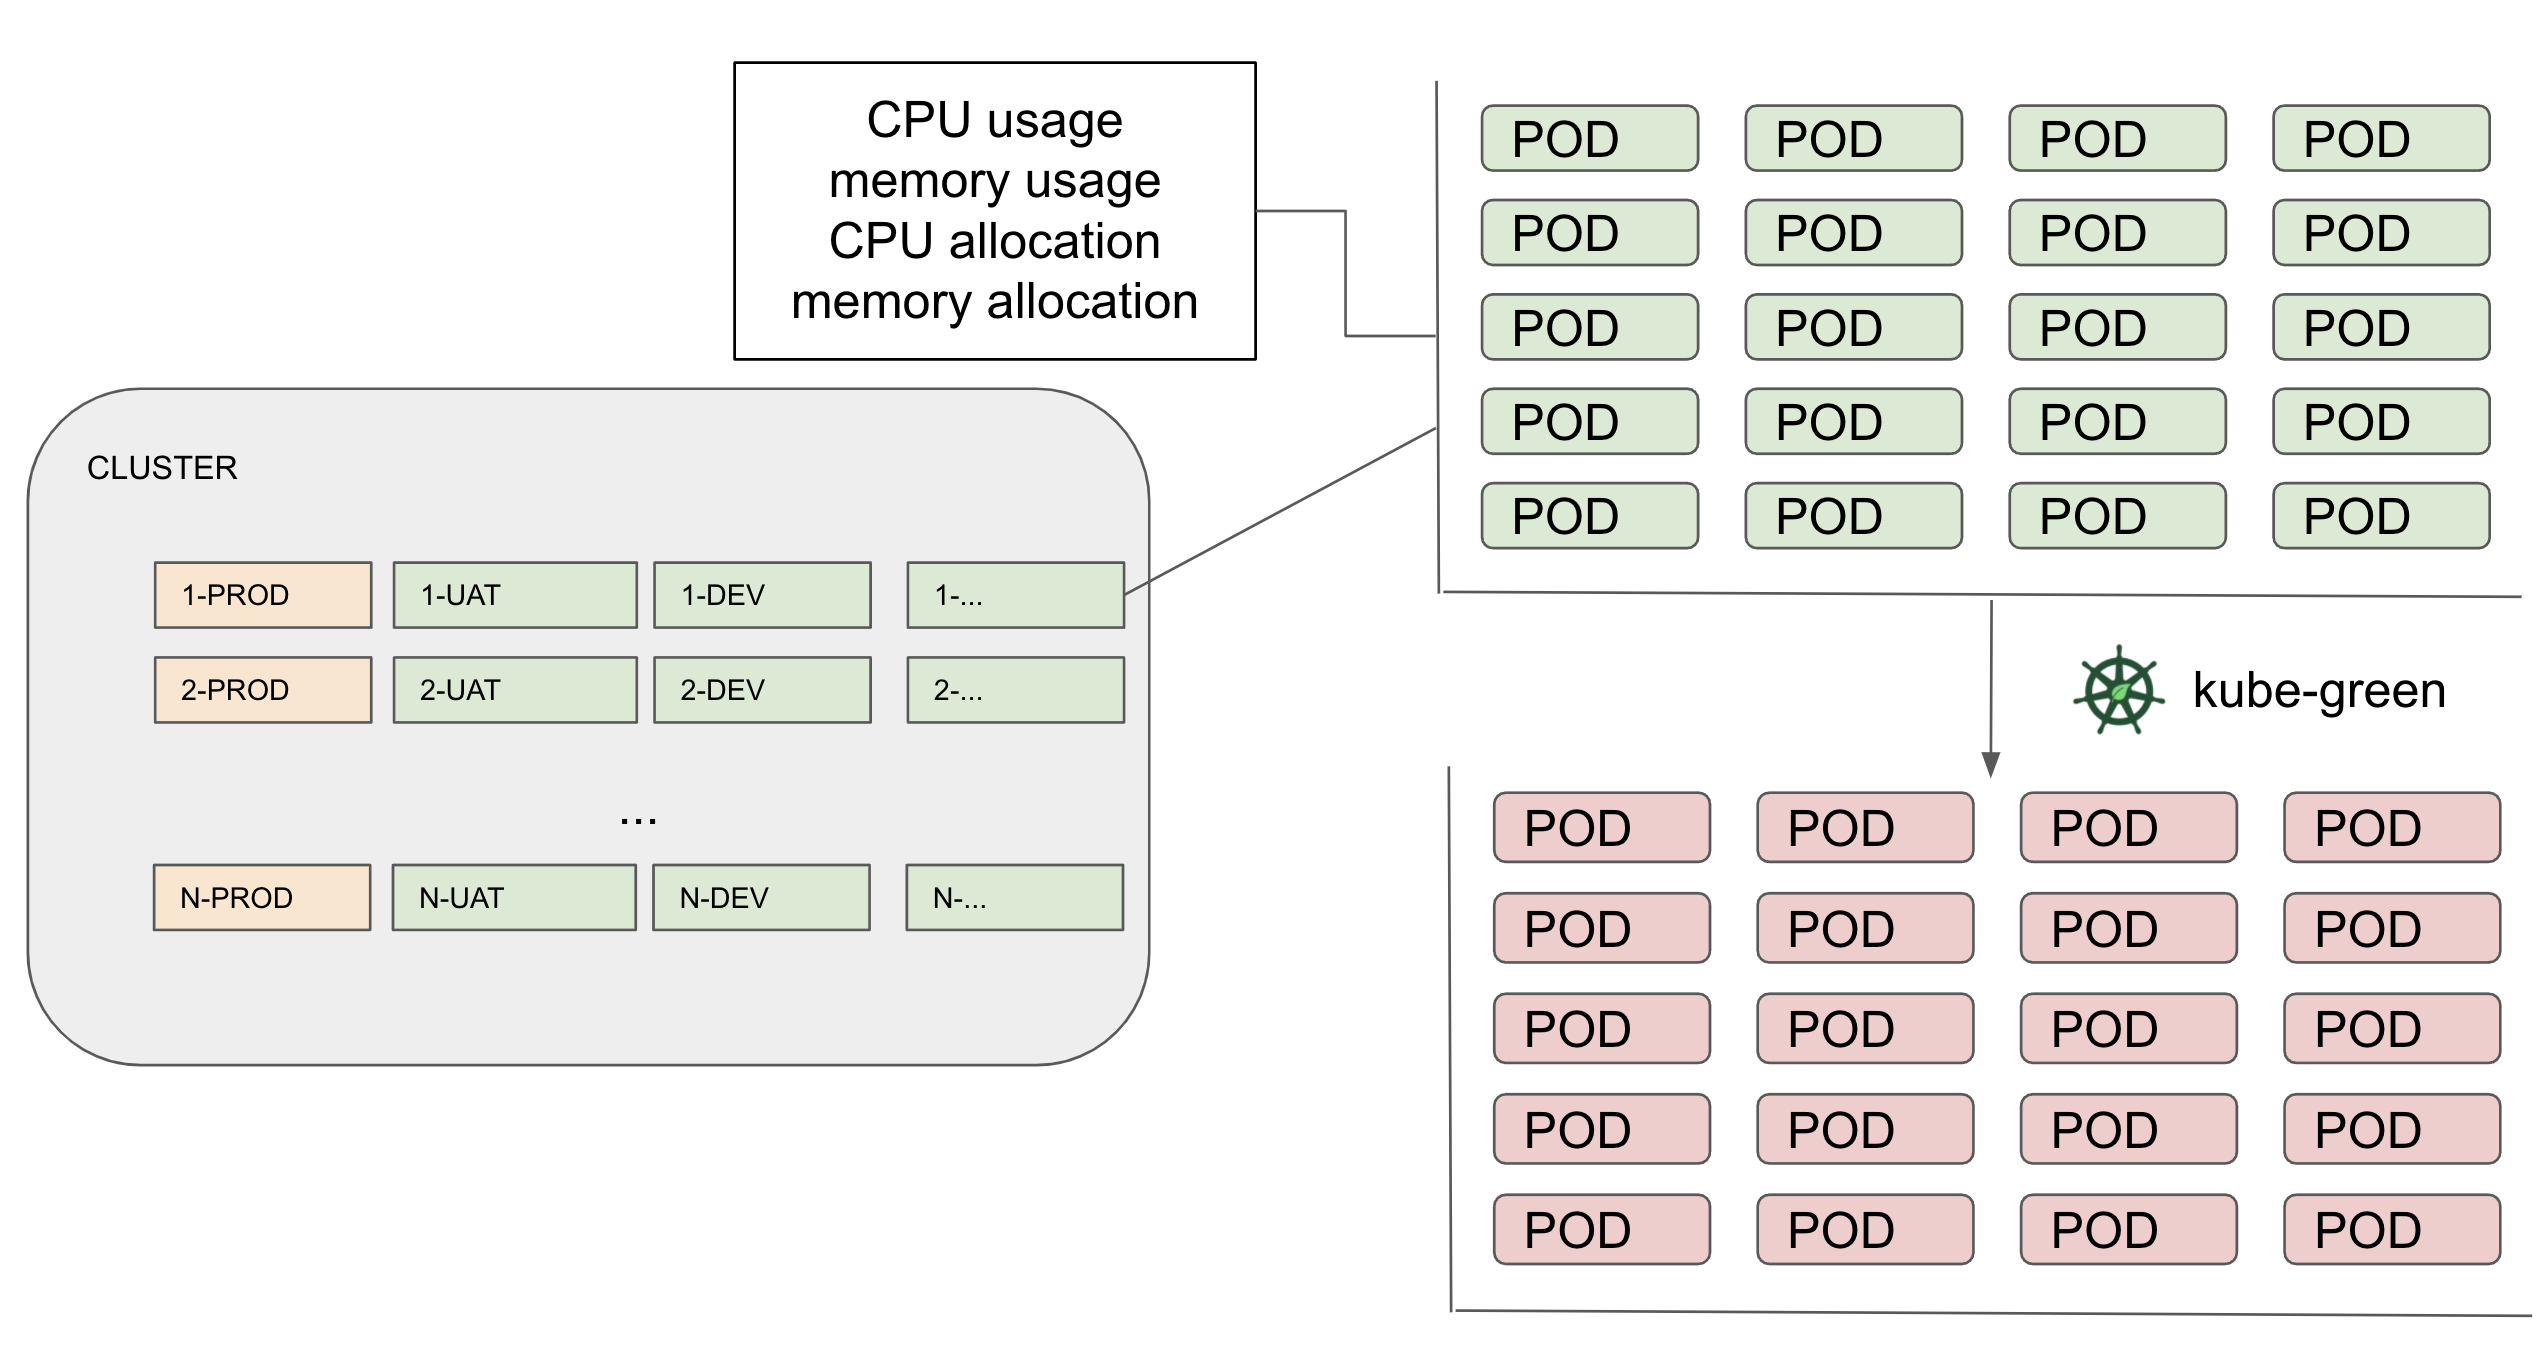 CPU usage
memory usage
CPU allocation
memory allocation
CLUSTER
1-PROD 1-UAT 1-DEV 1-...
2-PROD 2-UAT 2-DEV 2-...
...
N-PROD N-UAT N-DEV N-...
POD POD POD POD
POD POD POD POD
POD POD POD POD
POD POD POD POD
POD POD POD POD
kube-green
POD POD POD POD
POD POD POD POD
POD POD POD POD
POD POD POD POD
POD POD POD POD